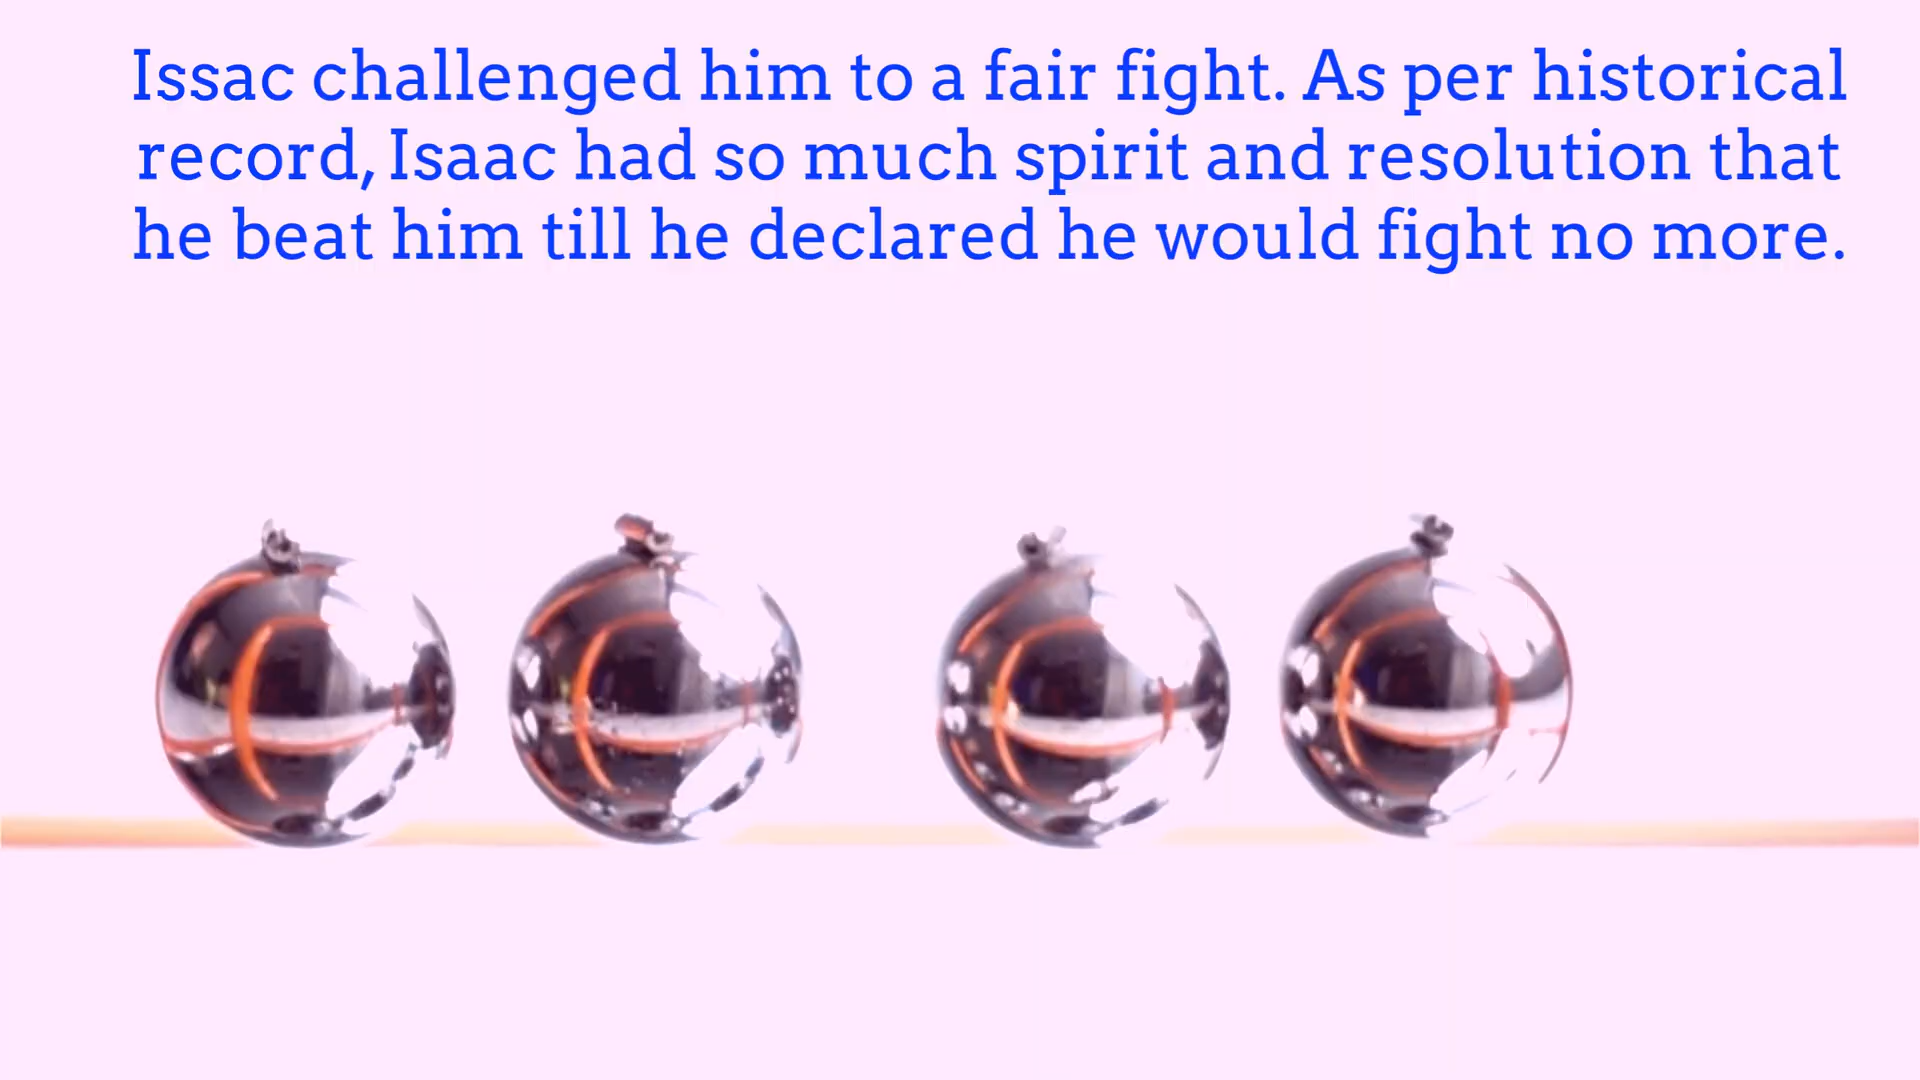 Issac challenged him to a fair fight. As per historical
record, Isaac had so much spirit and resolution that
he beat him till he declared he would fight no more.